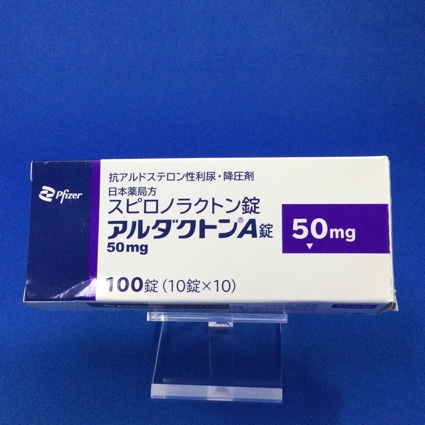 Pfizer
抗アルドステロン性利尿・降圧剤
日本薬局方
スピロノラクトン錠
アルダクトン®A錠
50mg
50mg
100錠(10錠×10)